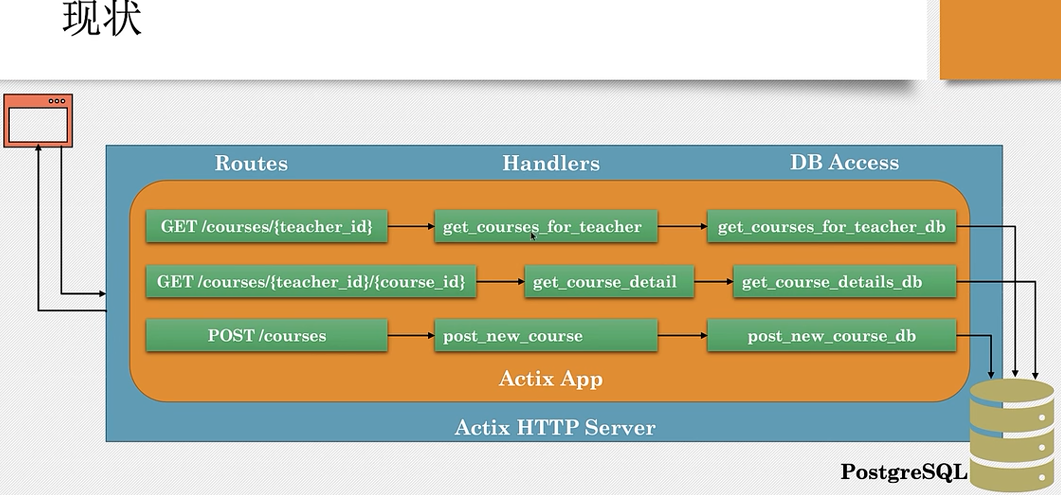 现状
Routes
Handlers
DB Access
GET /courses/{teacher_id}
get_courses_for_teacher
get_courses_for_teacher_db
GET /courses/{teacher_id}/{course_id}
get_course_detail
get_course_details_db
POST /courses
post_new_course
post_new_course_db
Actix App
Actix HTTP Server
PostgreSQL